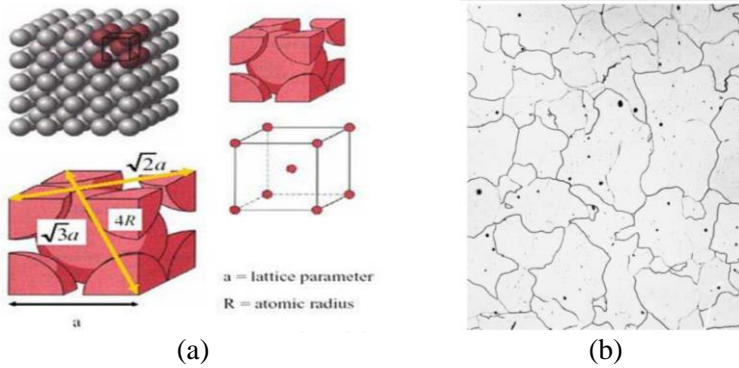 √2a
4R
√3a
a = lattice parameter
R = atomic radius
a
(a)
(b)